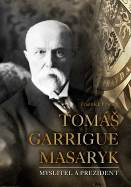 TOMÁŠ
GARRIGUE
MASARYK
MYSLITEL A PREZIDENT